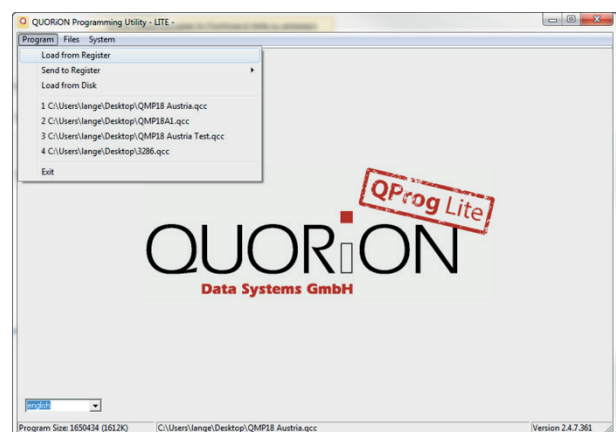 QUORiON Programming Utility - LITE -
Program Files System
Load from Register
Send to Register
Load from Disk
1 C:\Users\lange\Desktop\QMP18 Austria.qcc
2 C:\Users\lange\Desktop\QMP18A1.qcc
3 C:\Users\lange\Desktop\QMP18 Austria Test.qcc
4 C:\Users\lange\Desktop\3286.qcc
Exit
QProg Lite
QUORiON
Data Systems GmbH
english
Program Size: 1650434 (1612K) C:\Users\lange\Desktop\QMP18 Austria.qcc Version 2.4.7.361